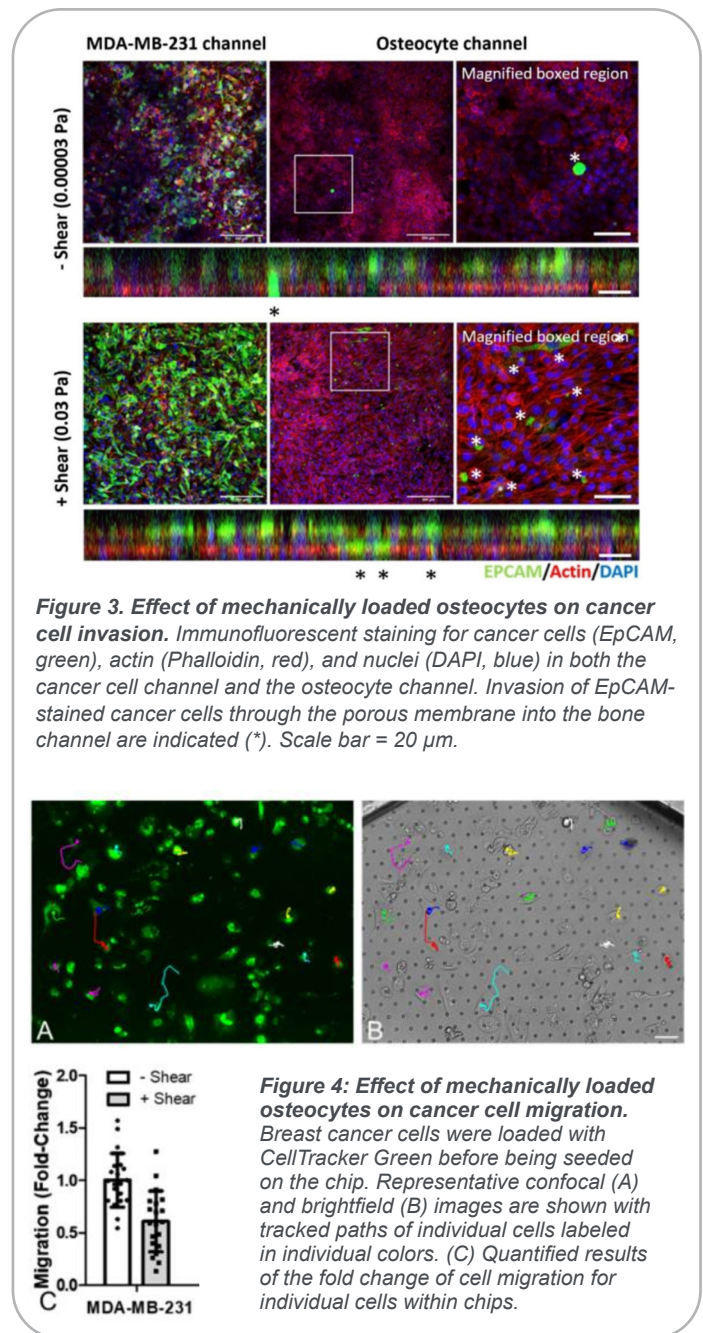 MDA-MB-231 channel
Osteocyte channel
- Shear (0.00003 Pa)
Magnified boxed region
*
*
+ Shear (0.03 Pa)
Magnified boxed region
* * * * * * * *
* * *
EPCAM/Actin/DAPI
Figure 3. Effect of mechanically loaded osteocytes on cancer
cell invasion. Immunofluorescent staining for cancer cells (EpCAM,
green), actin (Phalloidin, red), and nuclei (DAPI, blue) in both the
cancer cell channel and the osteocyte channel. Invasion of EpCAM-
stained cancer cells through the porous membrane into the bone
channel are indicated (*). Scale bar = 20 µm.
A
B
Migration (Fold-Change)
2.0
1.5
1.0
0.5
0.0
- Shear
+ Shear
MDA-MB-231
C
Figure 4: Effect of mechanically loaded
osteocytes on cancer cell migration.
Breast cancer cells were loaded with
CellTracker Green before being seeded
on the chip. Representative confocal (A)
and brightfield (B) images are shown with
tracked paths of individual cells labeled
in individual colors. (C) Quantified results
of the fold change of cell migration for
individual cells within chips.